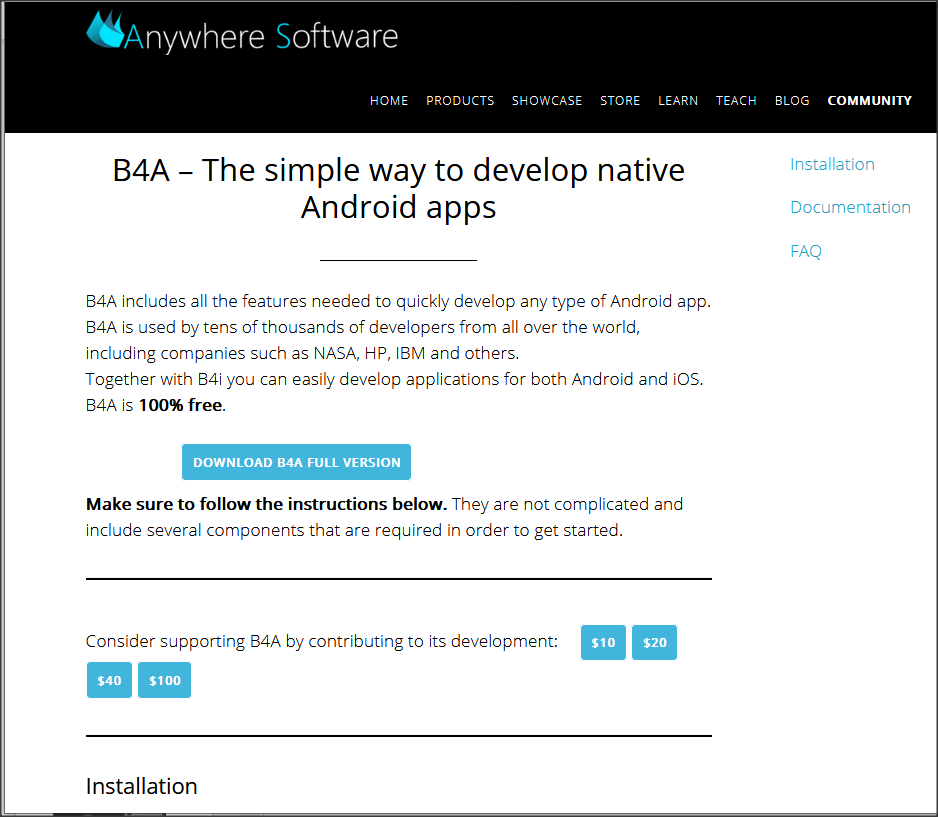 Anywhere Software
HOME PRODUCTS SHOWCASE STORE LEARN TEACH BLOG COMMUNITY
B4A – The simple way to develop native
Android apps
Installation
Documentation
FAQ
B4A includes all the features needed to quickly develop any type of Android app.
B4A is used by tens of thousands of developers from all over the world,
including companies such as NASA, HP, IBM and others.
Together with B4i you can easily develop applications for both Android and iOS.
B4A is 100% free.
DOWNLOAD B4A FULL VERSION
Make sure to follow the instructions below. They are not complicated and
include several components that are required in order to get started.
Consider supporting B4A by contributing to its development: $10 $20
$40 $100
Installation